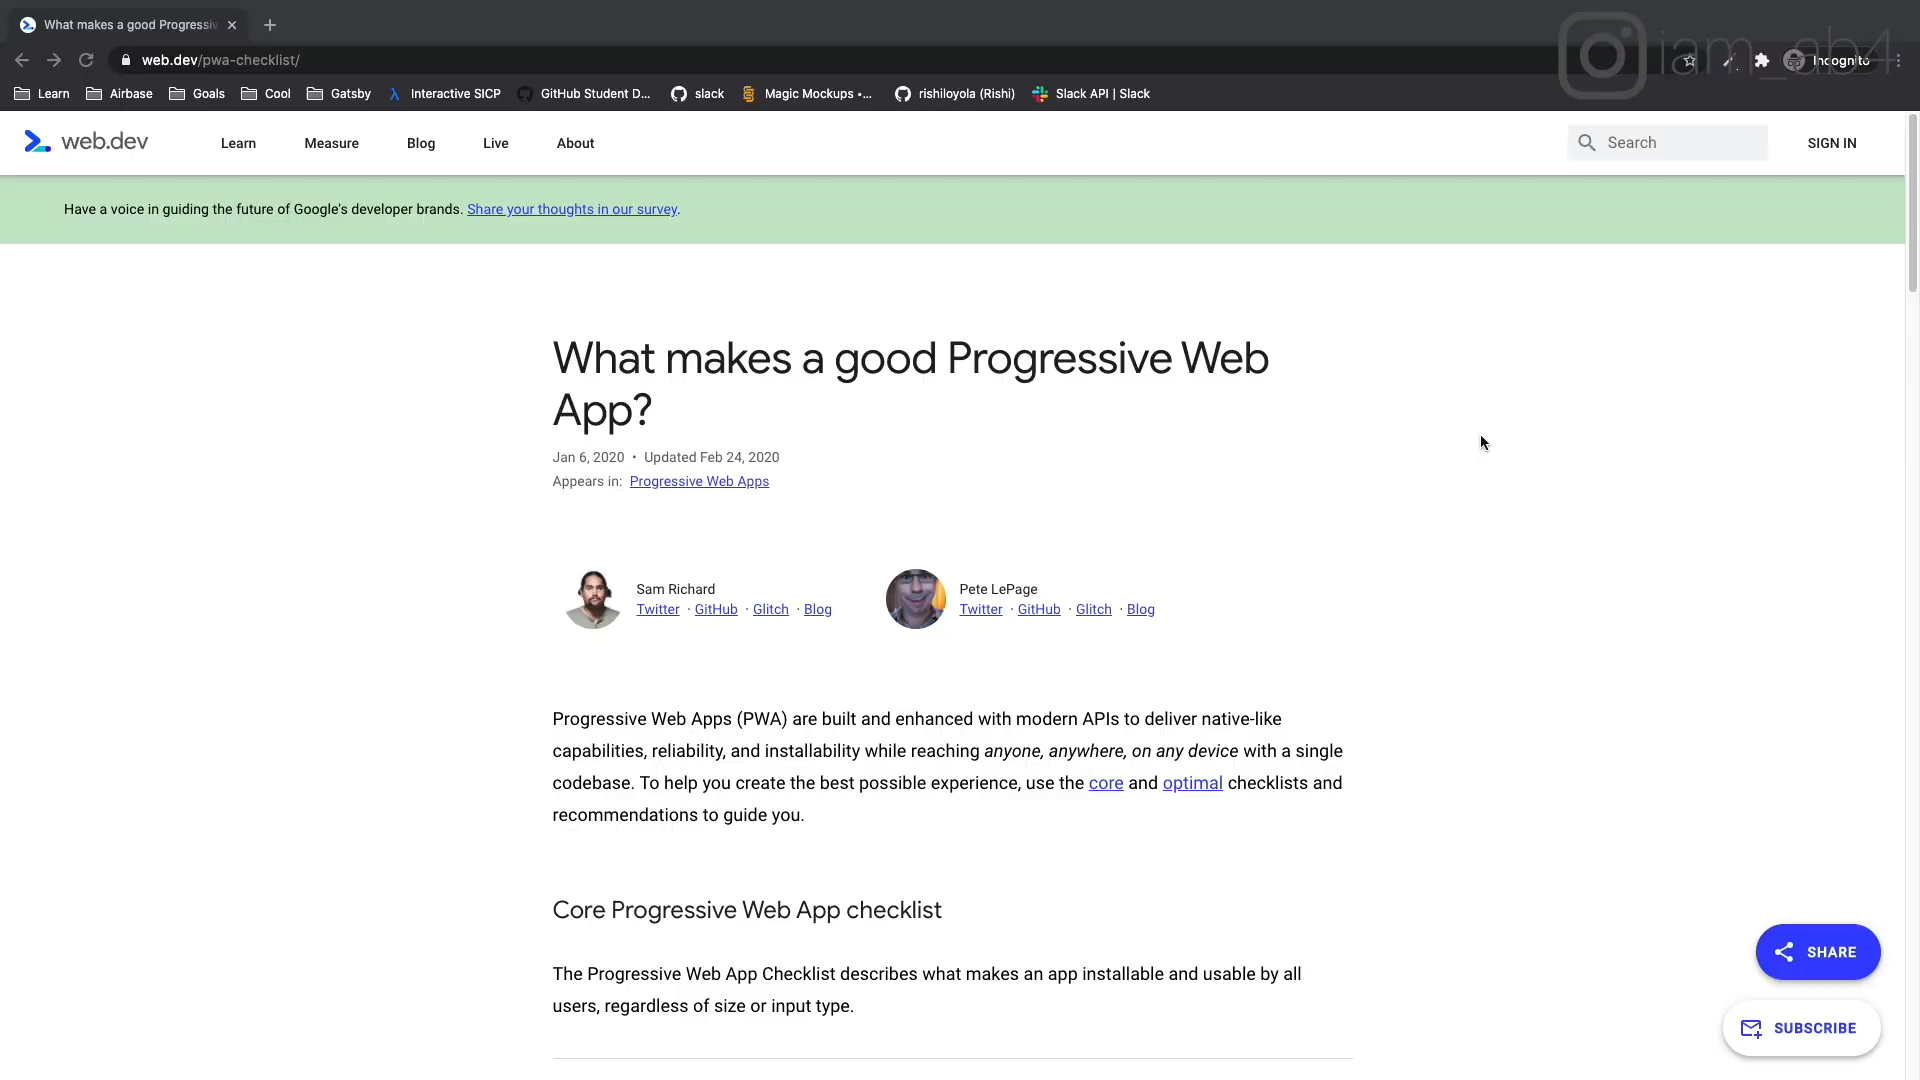 What makes a good Progressiv
web.dev/pwa-checklist/
Incognito
iam_ab4
Learn
Airbase
Goals
Cool
Gatsby
Interactive SICP
GitHub Student D...
slack
Magic Mockups •...
rishiloyola (Rishi)
Slack API | Slack
web.dev
Learn
Measure
Blog
Live
About
Search
SIGN IN
Have a voice in guiding the future of Google's developer brands. Share your thoughts in our survey.
What makes a good Progressive Web
App?
Jan 6, 2020 • Updated Feb 24, 2020
Appears in: Progressive Web Apps
Sam Richard
Twitter · GitHub · Glitch · Blog
Pete LePage
Twitter · GitHub · Glitch · Blog
Progressive Web Apps (PWA) are built and enhanced with modern APIs to deliver native-like
capabilities, reliability, and installability while reaching anyone, anywhere, on any device with a single
codebase. To help you create the best possible experience, use the core and optimal checklists and
recommendations to guide you.
Core Progressive Web App checklist
The Progressive Web App Checklist describes what makes an app installable and usable by all
users, regardless of size or input type.
SHARE
SUBSCRIBE